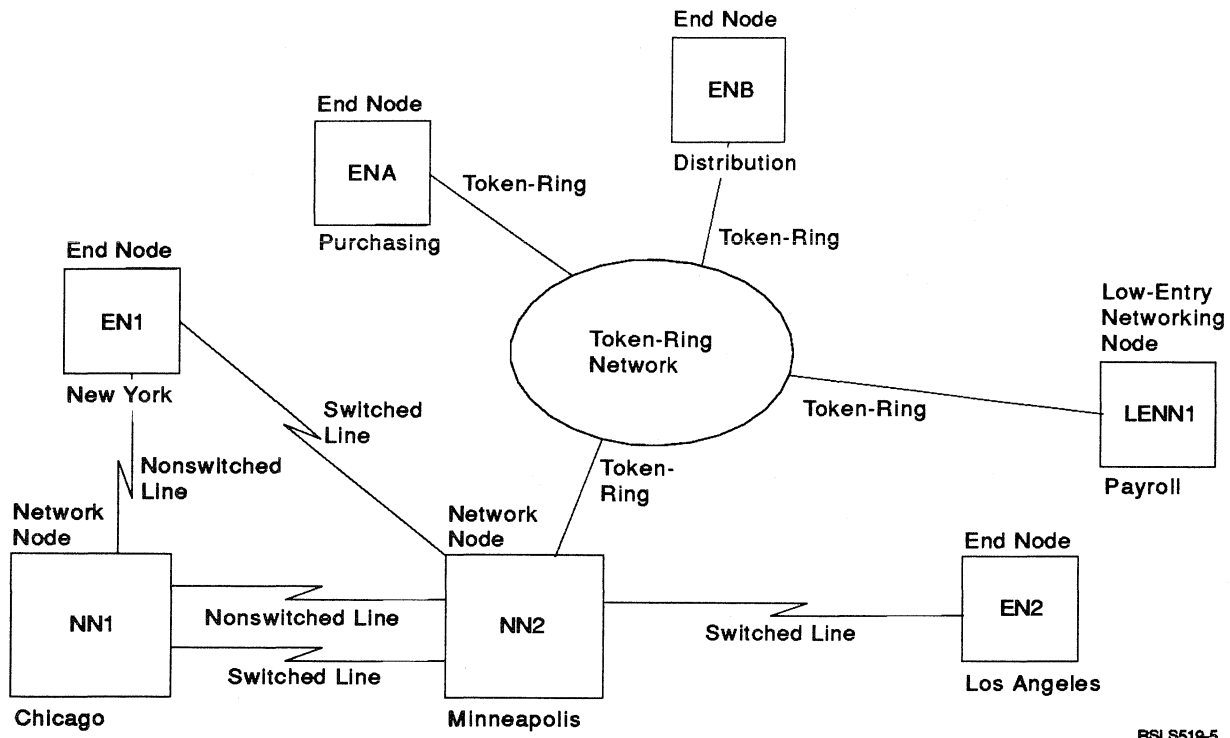 End Node
ENB
Distribution
End Node
ENA
Purchasing
Token-Ring
Token-Ring
End Node
EN1
New York
Token-Ring
Network
Low-Entry
Networking
Node
LENN1
Payroll
Token-Ring
Switched
Line
Nonswitched
Line
Token-
Ring
Network
Node
NN1
Chicago
Network
Node
NN2
Minneapolis
Nonswitched Line
Switched Line
End Node
EN2
Los Angeles
Switched Line
RSLS519-5